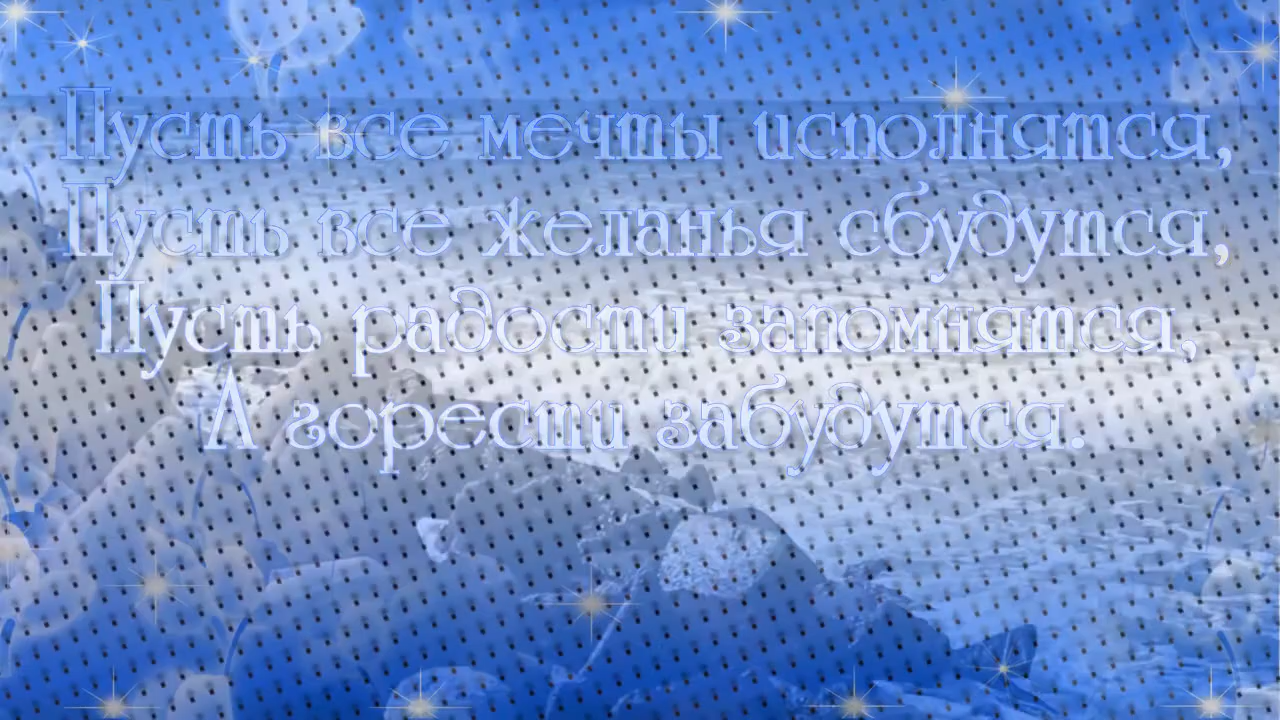 Пусть все мечты исполнятся,
Пусть все желанья сбудутся,
Пусть радости запомнятся,
А горести забудутся.